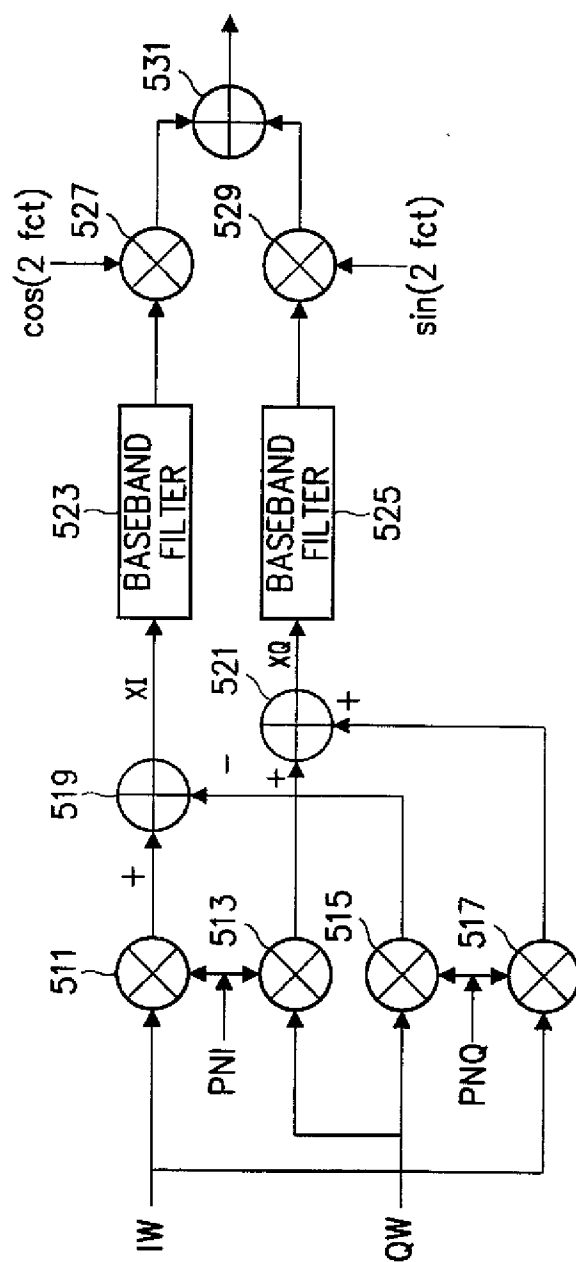 IW
QW
511
PNI
513
515
PNQ
517
+
519
-
+
521
+
XI
XQ
523
BASEBAND
FILTER
BASEBAND
FILTER
525
cos(2 fct)
527
529
sin(2 fct)
531